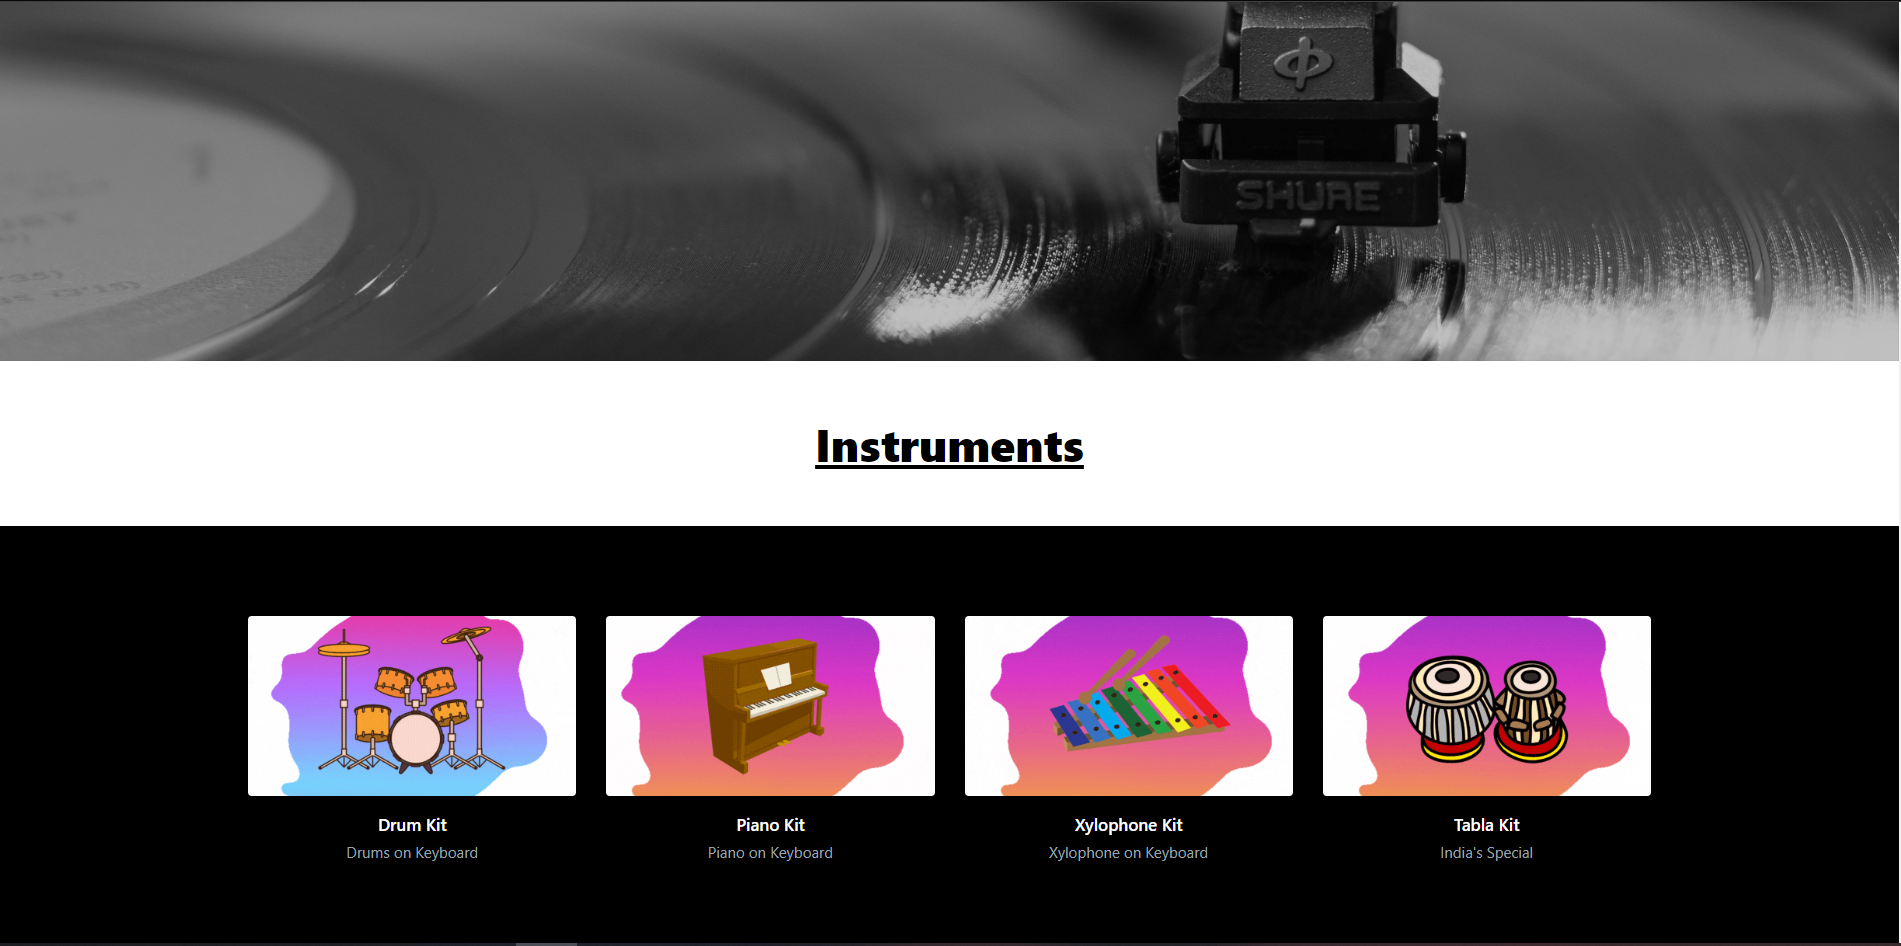 SHURE
Instruments
Drum Kit
Drums on Keyboard
Piano Kit
Piano on Keyboard
Xylophone Kit
Xylophone on Keyboard
Tabla Kit
India's Special